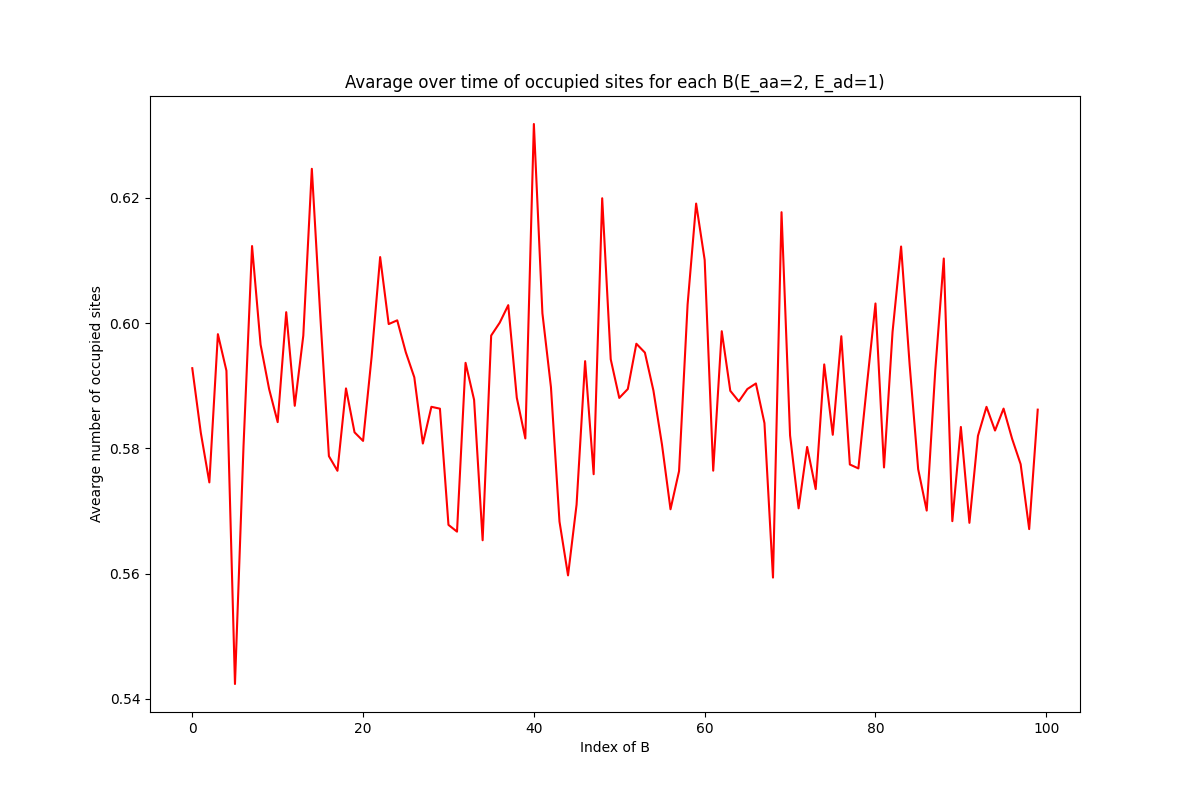 Avarage over time of occupied sites for each B(E_aa=2, E_ad=1)
0.62
0.60
0.58
0.56
0.54
Avearge number of occupied sites
0 20 40 60 80 100
Index of B